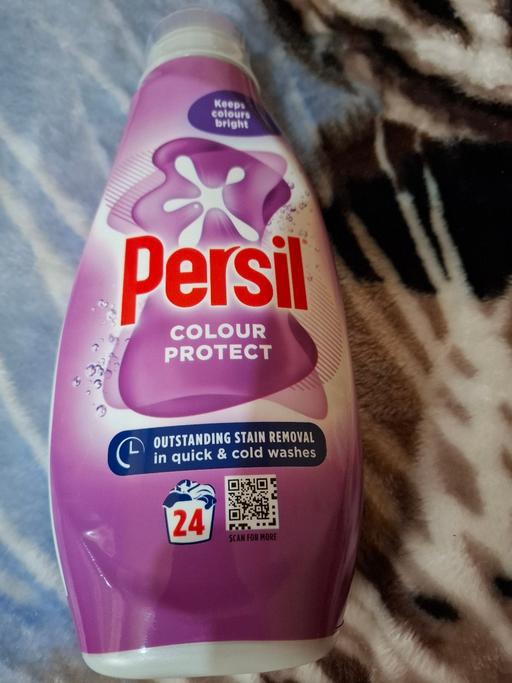 Keeps
colours
bright
Persil
COLOUR
PROTECT
OUTSTANDING STAIN REMOVAL
in quick & cold washes
24
SCAN FOR MORE